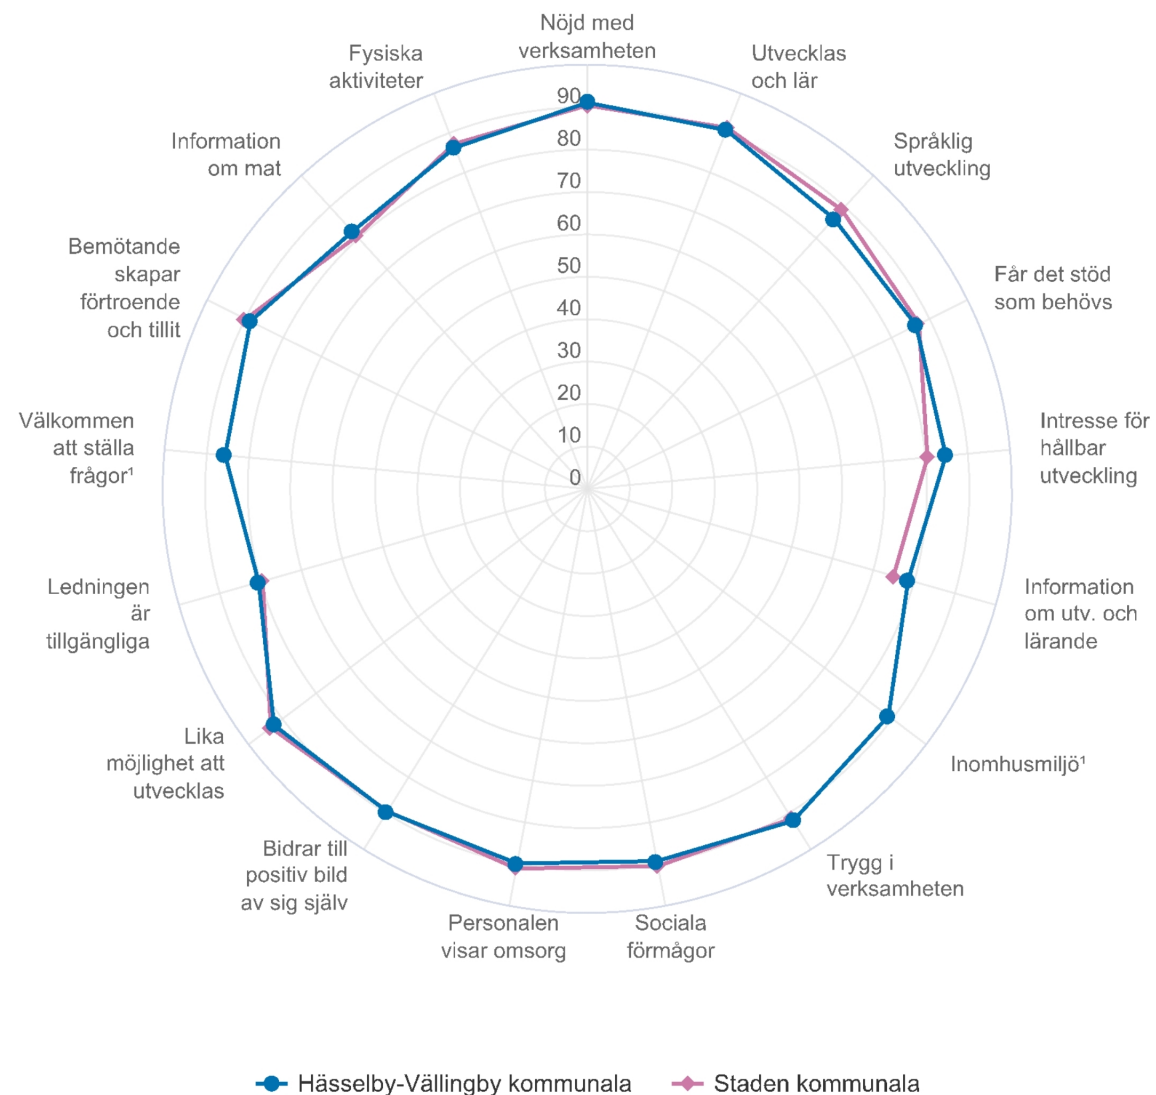 Nöjd med
verksamheten
Utvecklas
och lär
Språklig
utveckling
Får det stöd
som behövs
Intresse för
hållbar
utveckling
Information
om utv. och
lärande
Inomhusmiljö¹
Trygg i
verksamheten
Sociala
förmågor
Personalen
visar omsorg
Bidrar till
positiv bild
av sig själv
Lika
möjlighet att
utvecklas
Ledningen
är
tillgängliga
Välkommen
att ställa
frågor¹
Bemötande
skapar
förtroende
och tillit
Information
om mat
Fysiska
aktiviteter
90
80
70
60
50
40
30
20
10
0
Hässelby-Vällingby kommunala
Staden kommunala